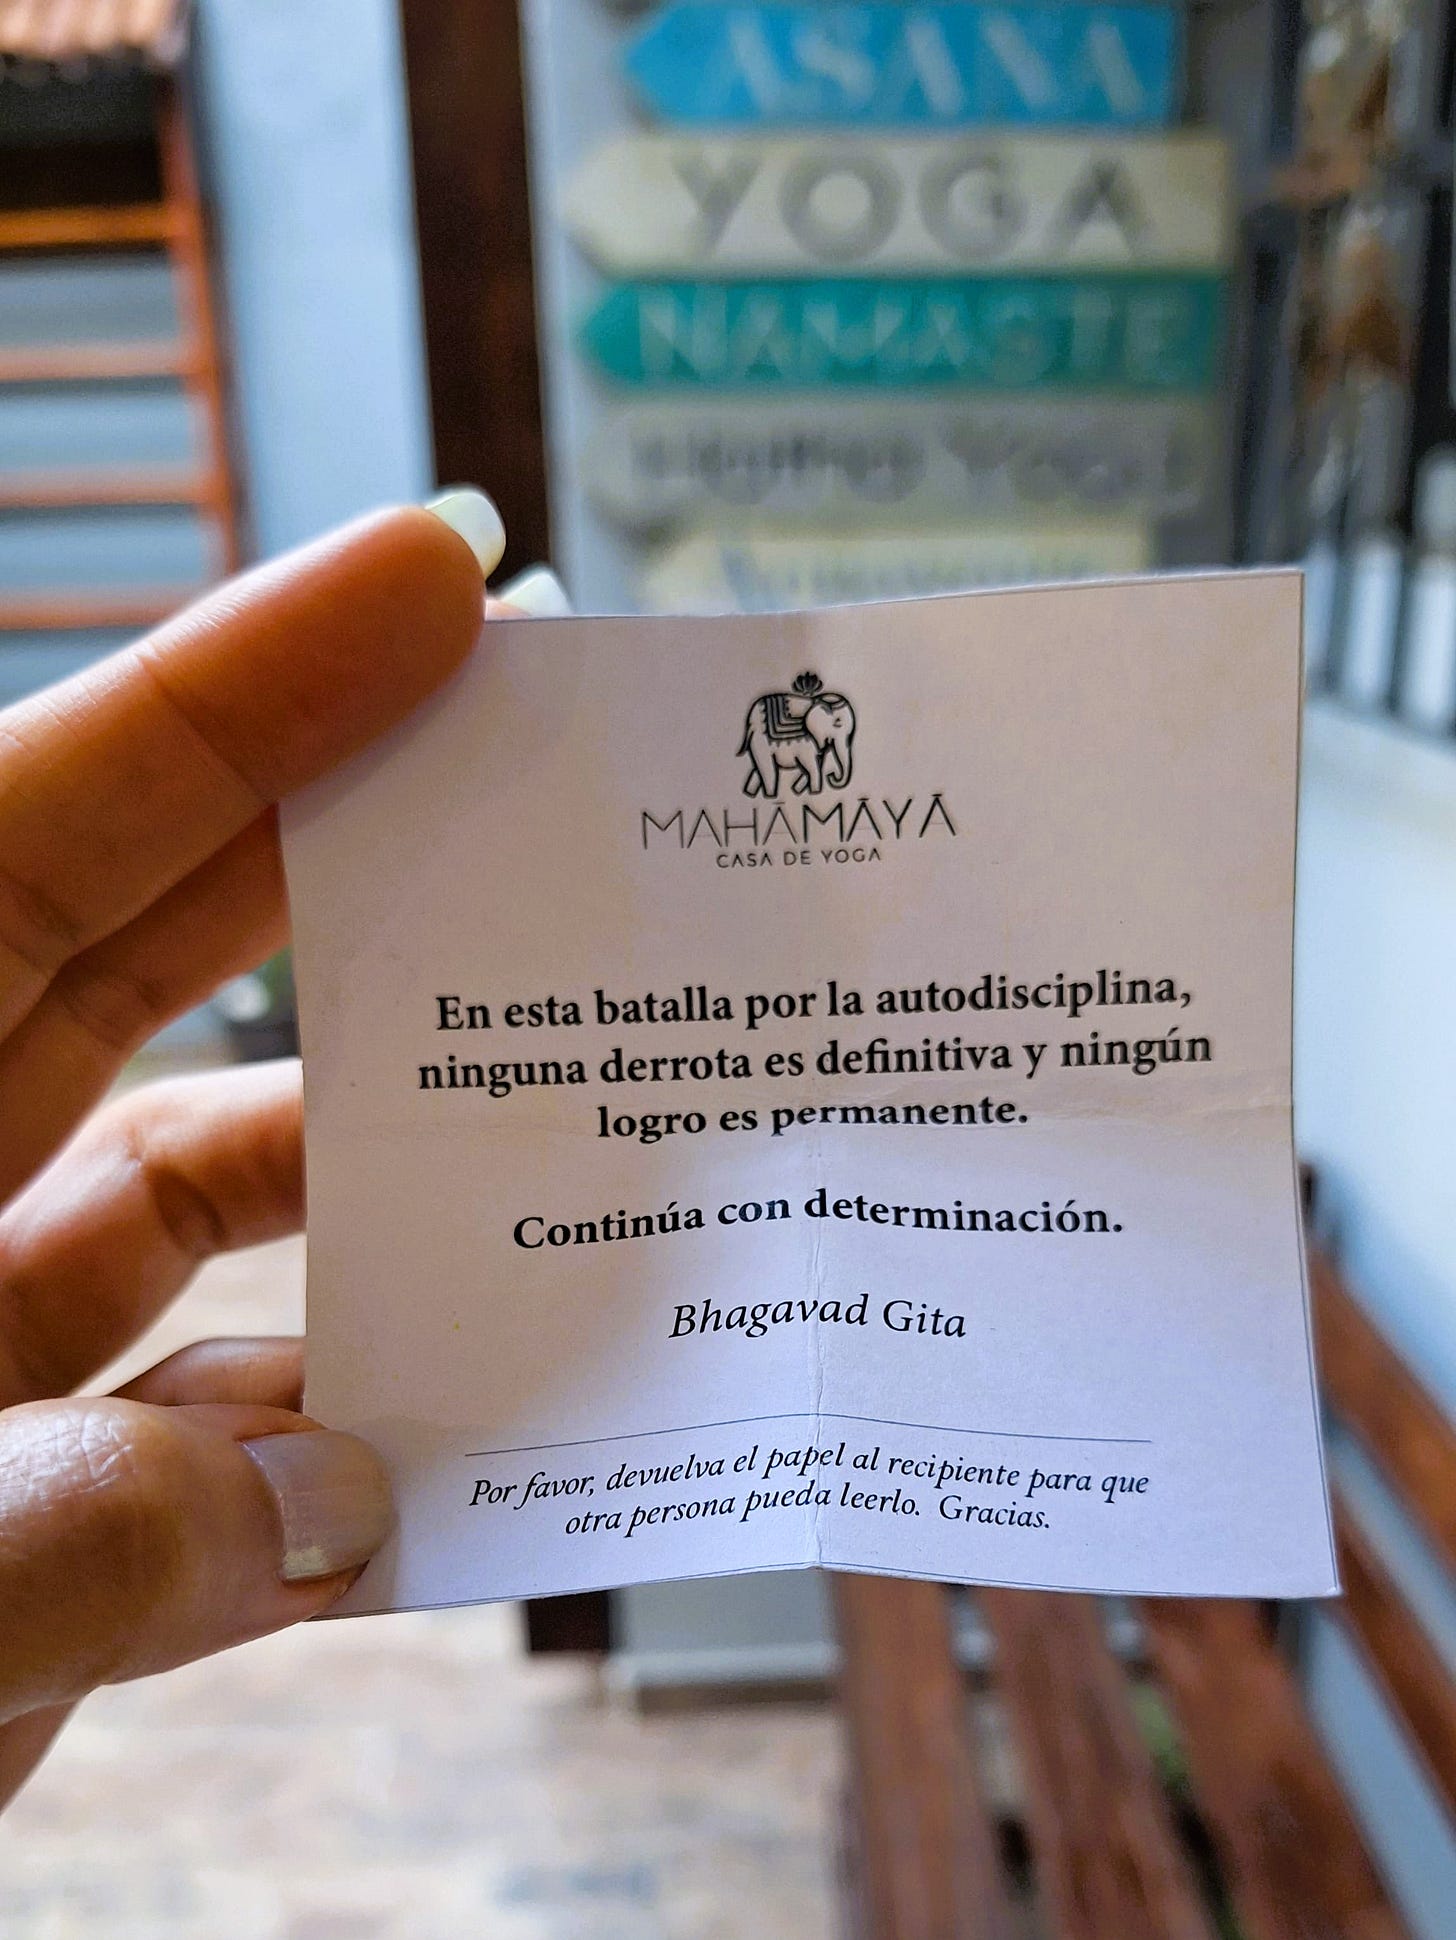 ASANA
YOGA
NAMASTE
MAHĀMĀYĀ
CASA DE YOGA
En esta batalla por la autodisciplina,
ninguna derrota es definitiva y ningún
logro es permanente.
Continúa con determinación.
Bhagavad Gita
Por favor, devuelva el papel al recipiente para que
otra persona pueda leerlo. Gracias.